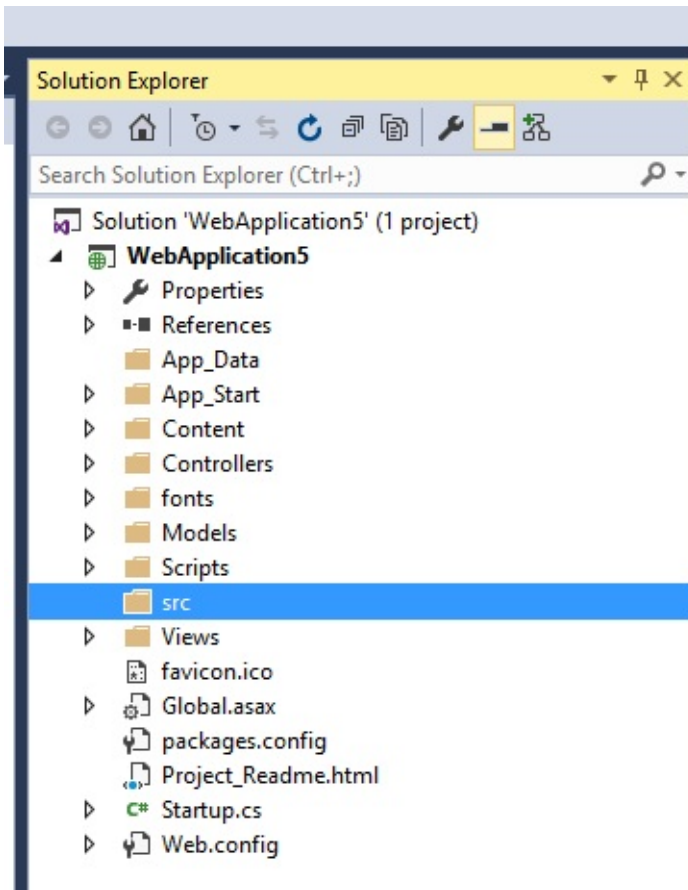 Solution Explorer
Search Solution Explorer (Ctrl+;)
Solution 'WebApplication5' (1 project)
WebApplication5
Properties
References
App_Data
App_Start
Content
Controllers
fonts
Models
Scripts
src
Views
favicon.ico
Global.asax
packages.config
Project_Readme.html
C# Startup.cs
Web.config